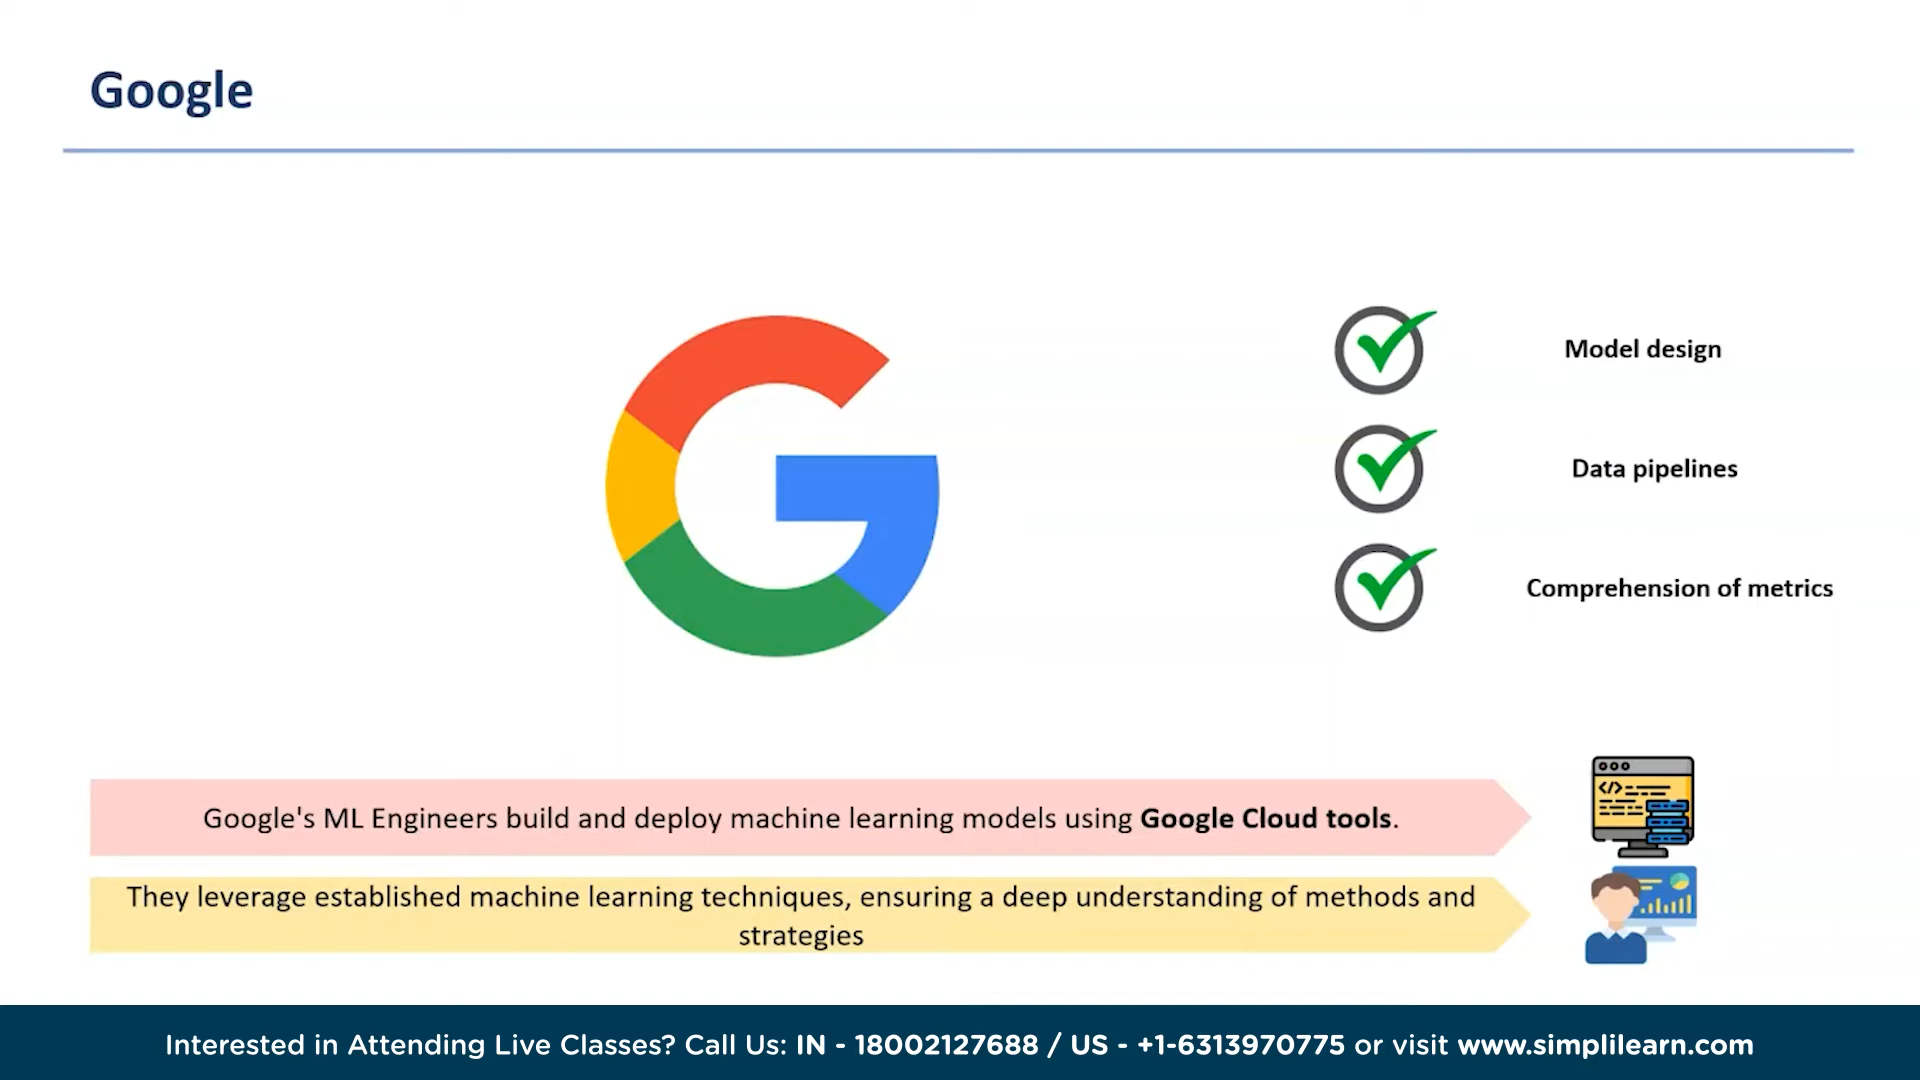 Google
Model design
Data pipelines
Comprehension of metrics
Google's ML Engineers build and deploy machine learning models using Google Cloud tools.
They leverage established machine learning techniques, ensuring a deep understanding of methods and
strategies
Interested in Attending Live Classes? Call Us: IN - 18002127688 / US - +1-6313970775 or visit www.simplilearn.com